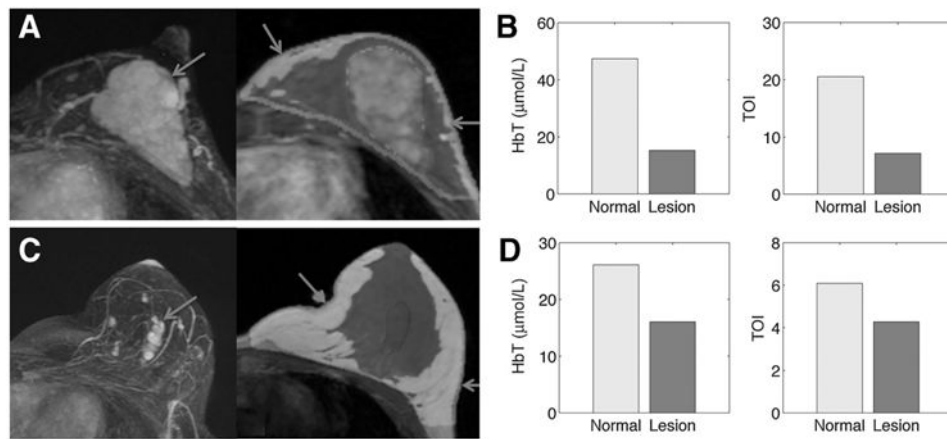 A
B
HbT (μmol/L)
60
40
20
0
Normal Lesion
TOI
30
20
10
0
Normal Lesion
C
D
HbT (μmol/L)
30
20
10
0
Normal Lesion
TOI
8
6
4
2
0
Normal Lesion